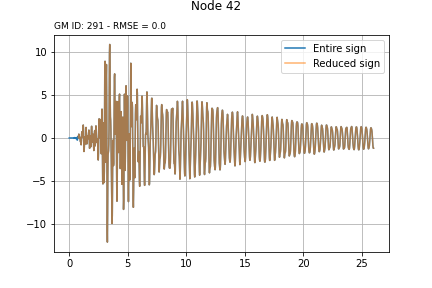 Node 42
GM ID: 291 - RMSE = 0.0
Entire sign
Reduced sign
10
5
0
−5
−10
0 5 10 15 20 25